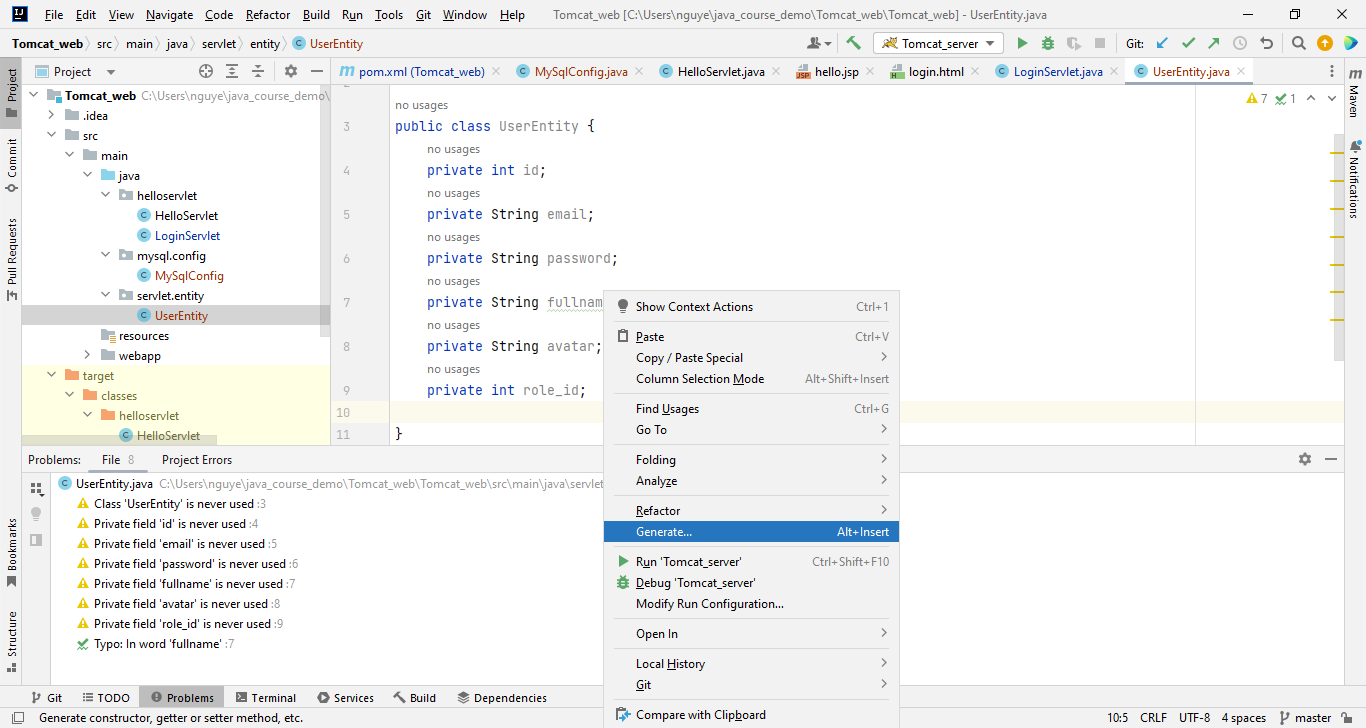 File Edit View Navigate Code Refactor Build Run Tools Git Window Help Tomcat_web [C:\Users\nguye\java_course_demo\Tomcat_web\Tomcat_web] - UserEntity.java
Tomcat_web src main java servlet entity UserEntity Tomcat_server Git:
Project
pom.xml (Tomcat_web) MySqlConfig.java HelloServlet.java hello.jsp login.html LoginServlet.java UserEntity.java
Project
Commit
Pull Requests
Bookmarks
Structure
Tomcat_web C:\Users\nguye\java_course_demo\
.idea
src
main
java
helloservlet
HelloServlet
LoginServlet
mysql.config
MySqlConfig
servlet.entity
UserEntity
resources
webapp
target
classes
helloservlet
HelloServlet
7 1
no usages
3 public class UserEntity {
no usages
4 private int id;
no usages
5 private String email;
no usages
6 private String password;
no usages
7 private String fullnam
no usages
8 private String avatar;
no usages
9 private int role_id;
10
11 }
m Maven
Notifications
Show Context Actions Ctrl+1
Paste Ctrl+V
Copy / Paste Special
Column Selection Mode Alt+Shift+Insert
Find Usages Ctrl+G
Go To
Folding
Analyze
Refactor
Generate... Alt+Insert
Run 'Tomcat_server' Ctrl+Shift+F10
Debug 'Tomcat_server'
Modify Run Configuration...
Open In
Local History
Git
Compare with Clipboard
Problems: File 8 Project Errors
UserEntity.java C:\Users\nguye\java_course_demo\Tomcat_web\Tomcat_web\src\main\java\servlet
Class 'UserEntity' is never used :3
Private field 'id' is never used :4
Private field 'email' is never used :5
Private field 'password' is never used :6
Private field 'fullname' is never used :7
Private field 'avatar' is never used :8
Private field 'role_id' is never used :9
Typo: In word 'fullname' :7
Git TODO Problems Terminal Services Build Dependencies
Generate constructor, getter or setter method, etc. 10:5 CRLF UTF-8 4 spaces master